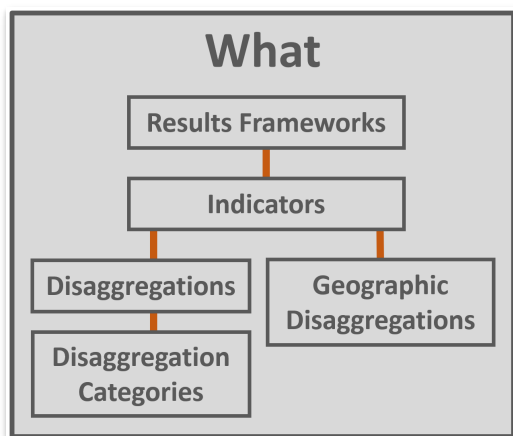 What
Results Frameworks
Indicators
Disaggregations
Geographic
Disaggregations
Disaggregation
Categories